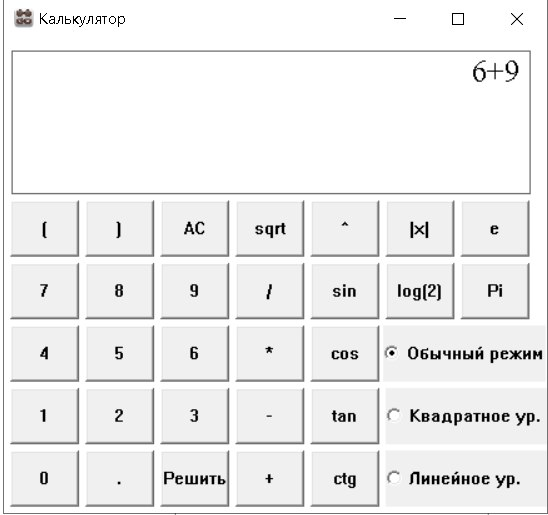 Калькулятор
6+9
( ) AC sqrt ^ |x| e
7 8 9 / sin log(2) Pi
4 5 6 * cos Обычный режим
1 2 3 - tan Квадратное ур.
0 . Решить + ctg Линейное ур.